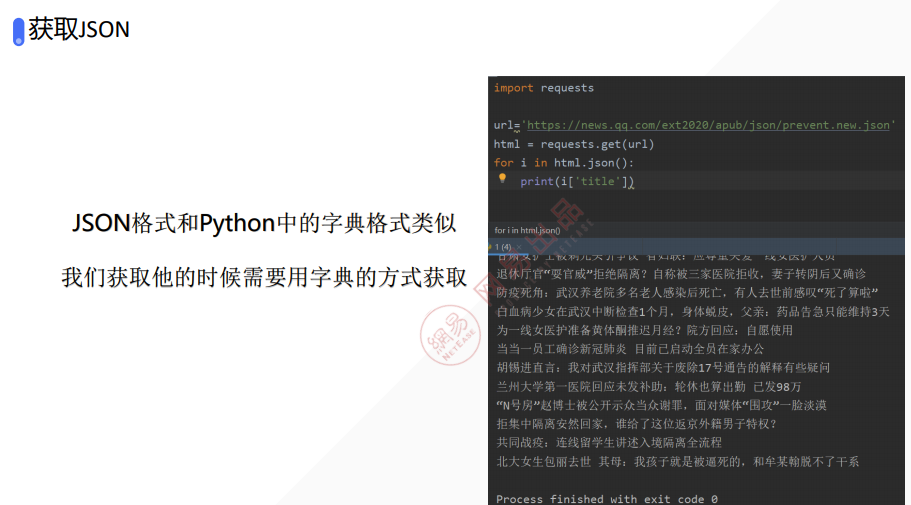 获取JSON
JSON格式和Python中的字典格式类似
我们获取他的时候需要用字典的方式获取
import requests
url='https://news.qq.com/ext2020/apub/json/prevent.new.json'
html = requests.get(url)
for i in html.json():
print(i['title'])
for i in html.json()
1 (4) ×
退休厅官“耍官威”拒绝隔离？自称被三家医院拒收，妻子转阴后又确诊
防疫死角：武汉养老院多名老人感染后死亡，有人去世前感叹“死了算啦”
白血病少女在武汉中断检查1个月，身体蜕皮，父亲：药品告急只能维持3天
为一线女医护准备黄体酮推迟月经？院方回应：自愿使用
当当一员工确诊新冠肺炎 目前已启动全员在家办公
胡锡进直言：我对武汉指挥部关于废除17号通告的解释有些疑问
兰州大学第一医院回应未发补助：轮休也算出勤 已发98万
“N号房”赵博士被公开示众当众谢罪，面对媒体“围攻”一脸淡漠
拒集中隔离安然回家，谁给了这位返京外籍男子特权？
共同战疫：连线留学生讲述入境隔离全流程
北大女生包丽去世 其母：我孩子就是被逼死的，和牟某翰脱不了干系
Process finished with exit code 0
網易
NETEASE
网易出品